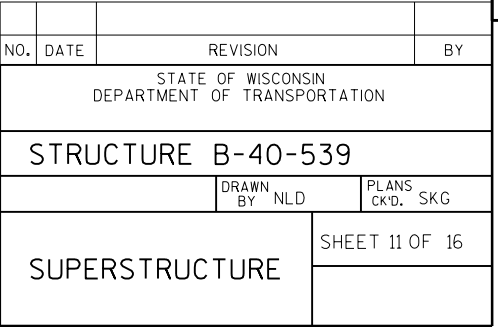 NO. DATE REVISION BY
STATE OF WISCONSIN
DEPARTMENT OF TRANSPORTATION
STRUCTURE B-40-539
DRAWN BY NLD PLANS CK'D. SKG
SUPERSTRUCTURE
SHEET 11 OF 16